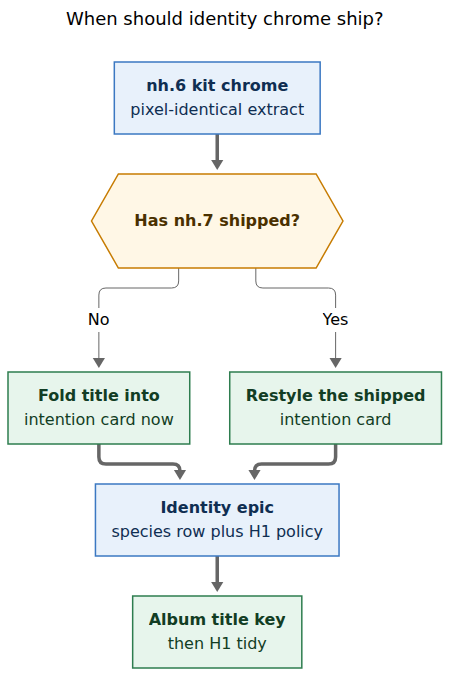 When should identity chrome ship?
nh.6 kit chrome
pixel-identical extract
Has nh.7 shipped?
No
Yes
Fold title into
intention card now
Restyle the shipped
intention card
Identity epic
species row plus H1 policy
Album title key
then H1 tidy